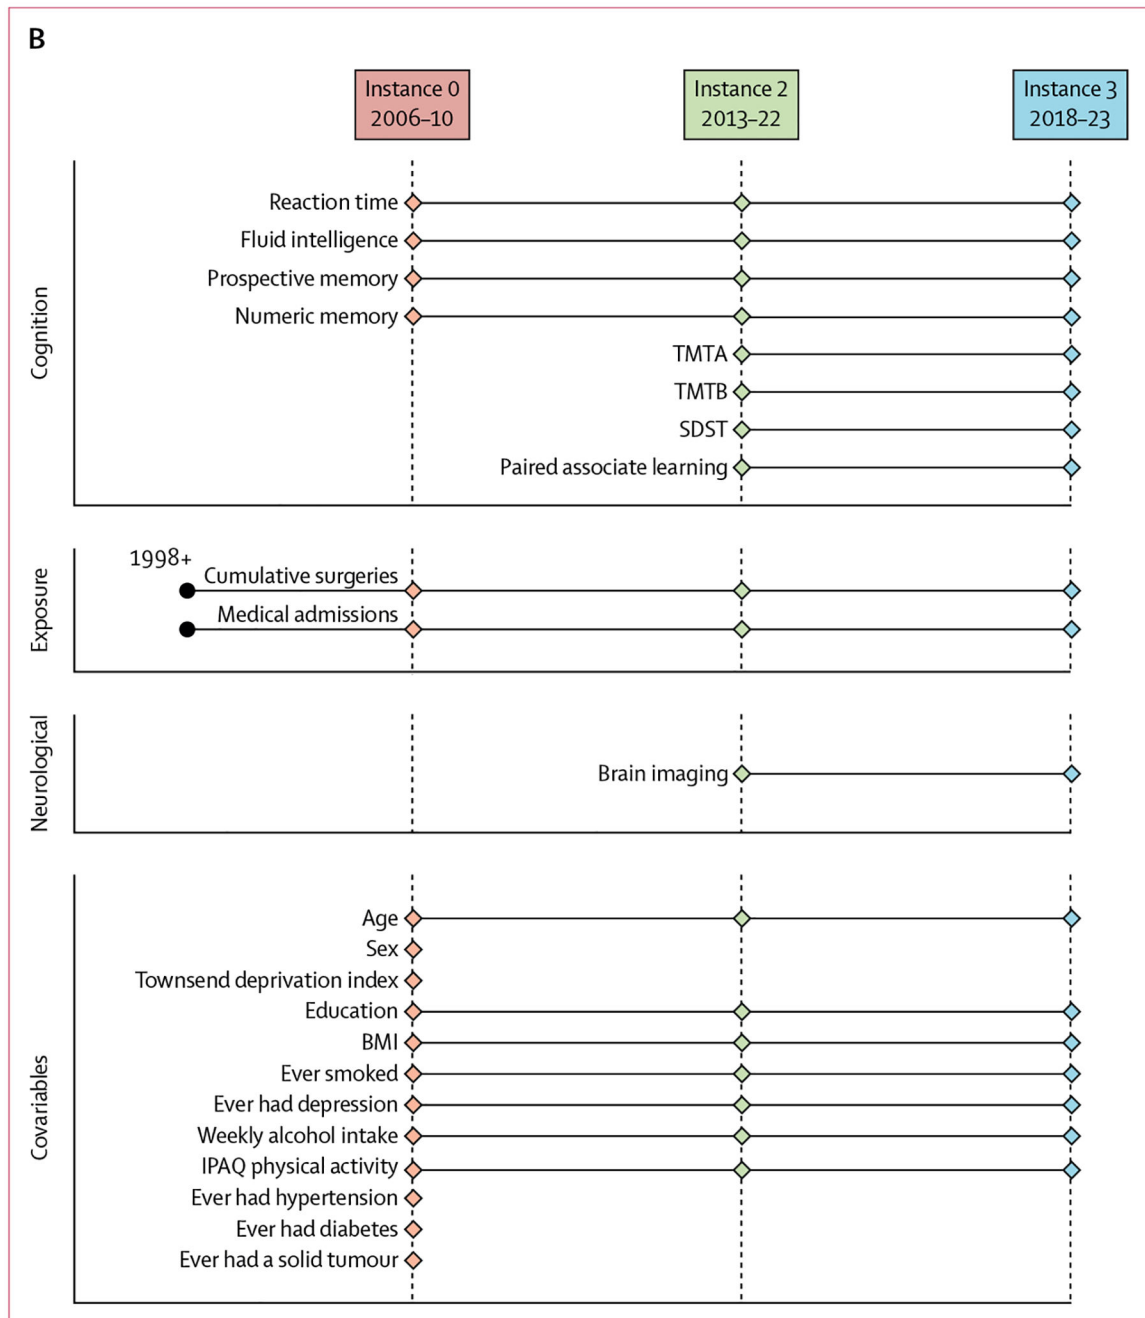 B
Instance 0
2006–10
Instance 2
2013–22
Instance 3
2018–23
Cognition
Reaction time
Fluid intelligence
Prospective memory
Numeric memory
TMTA
TMTB
SDST
Paired associate learning
Exposure
1998+
Cumulative surgeries
Medical admissions
Neurological
Brain imaging
Covariables
Age
Sex
Townsend deprivation index
Education
BMI
Ever smoked
Ever had depression
Weekly alcohol intake
IPAQ physical activity
Ever had hypertension
Ever had diabetes
Ever had a solid tumour